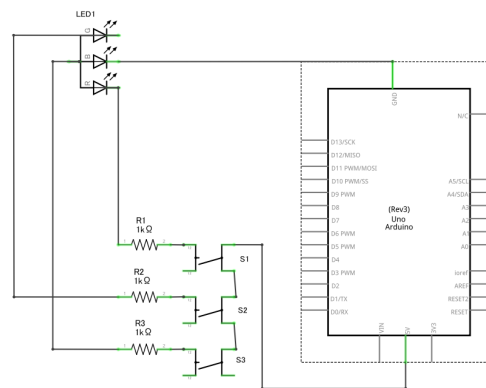 LED1
G
B
R
GND
N/C
D13/SCK
D12/MISO
D11 PWM/MOSI
D10 PWM/SS
D9 PWM
D8
D7
D6 PWM
D5 PWM
D4
D3 PWM
D2
D1/TX
D0/RX
A5/SCL
A4/SDA
A3
A2
A1
A0
ioref
AREF
RESET2
RESET
(Rev3)
Uno
Arduino
VIN
5V
3V3
R1
1kΩ
R2
1kΩ
R3
1kΩ
S1
S2
S3